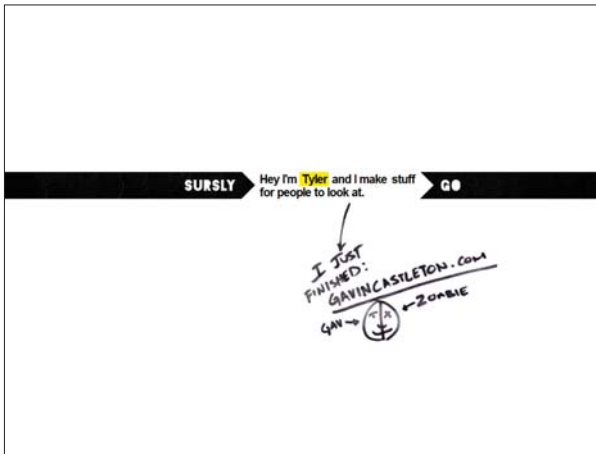 SURSLY
Hey I'm Tyler and I make stuff
for people to look at.
GO
I JUST
FINISHED:
GAVINCASTLETON.COM
GAV
ZOMBIE